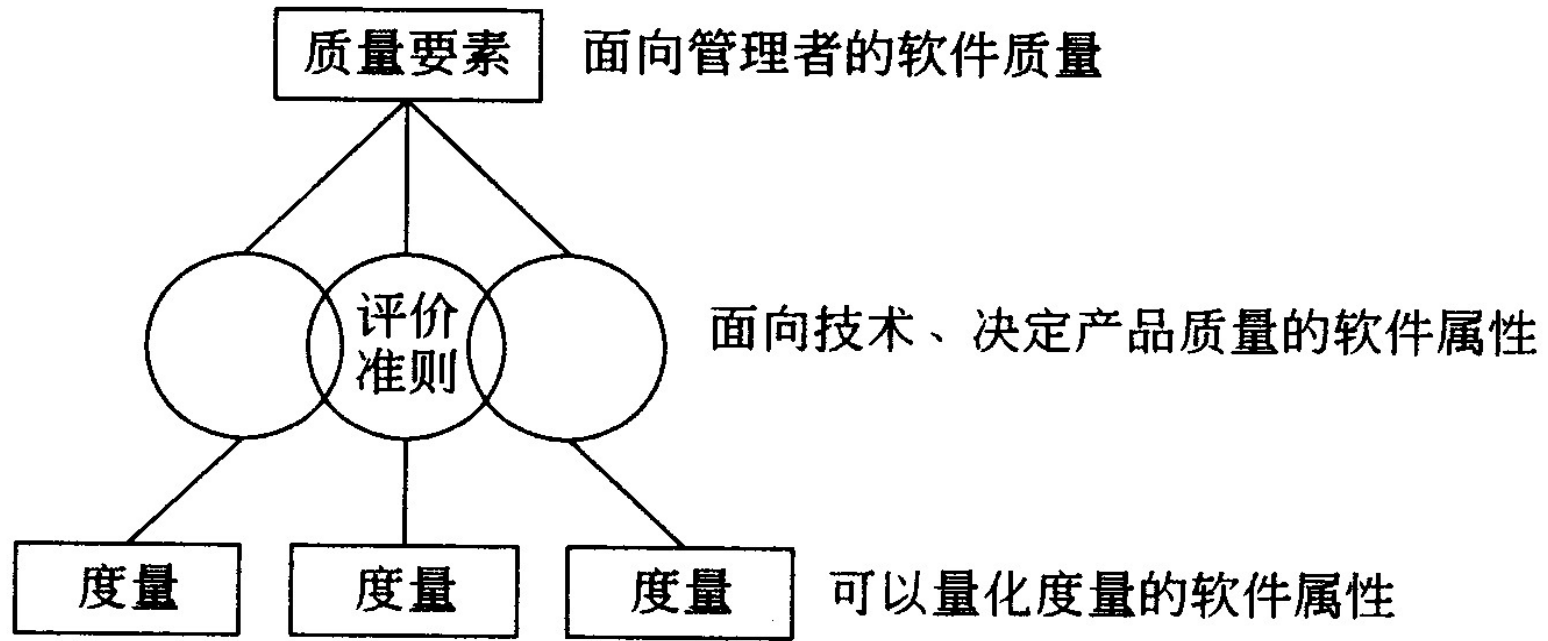 质量要素 面向管理者的软件质量
评价
准则
面向技术、决定产品质量的软件属性
度量 度量 度量 可以量化度量的软件属性